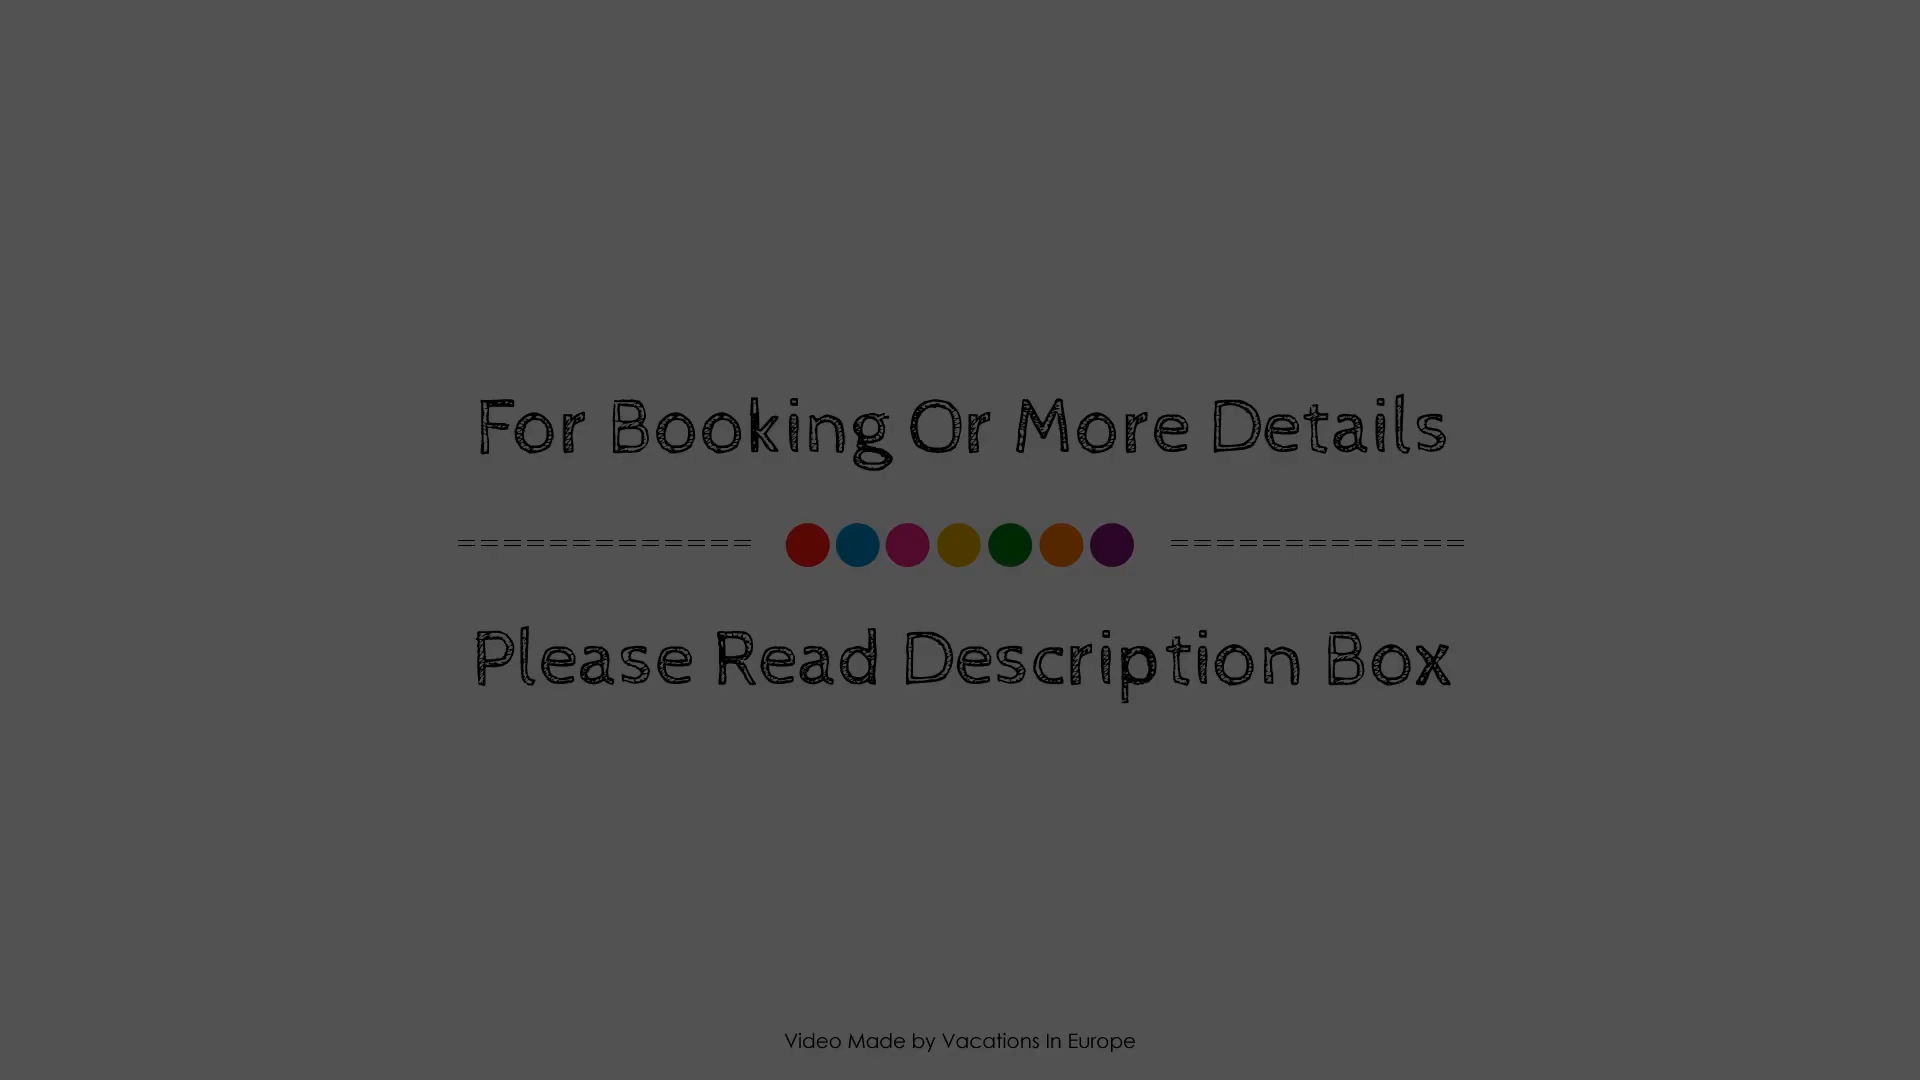 For Booking Or More Details
============= =============
Please Read Description Box
Video Made by Vacations In Europe